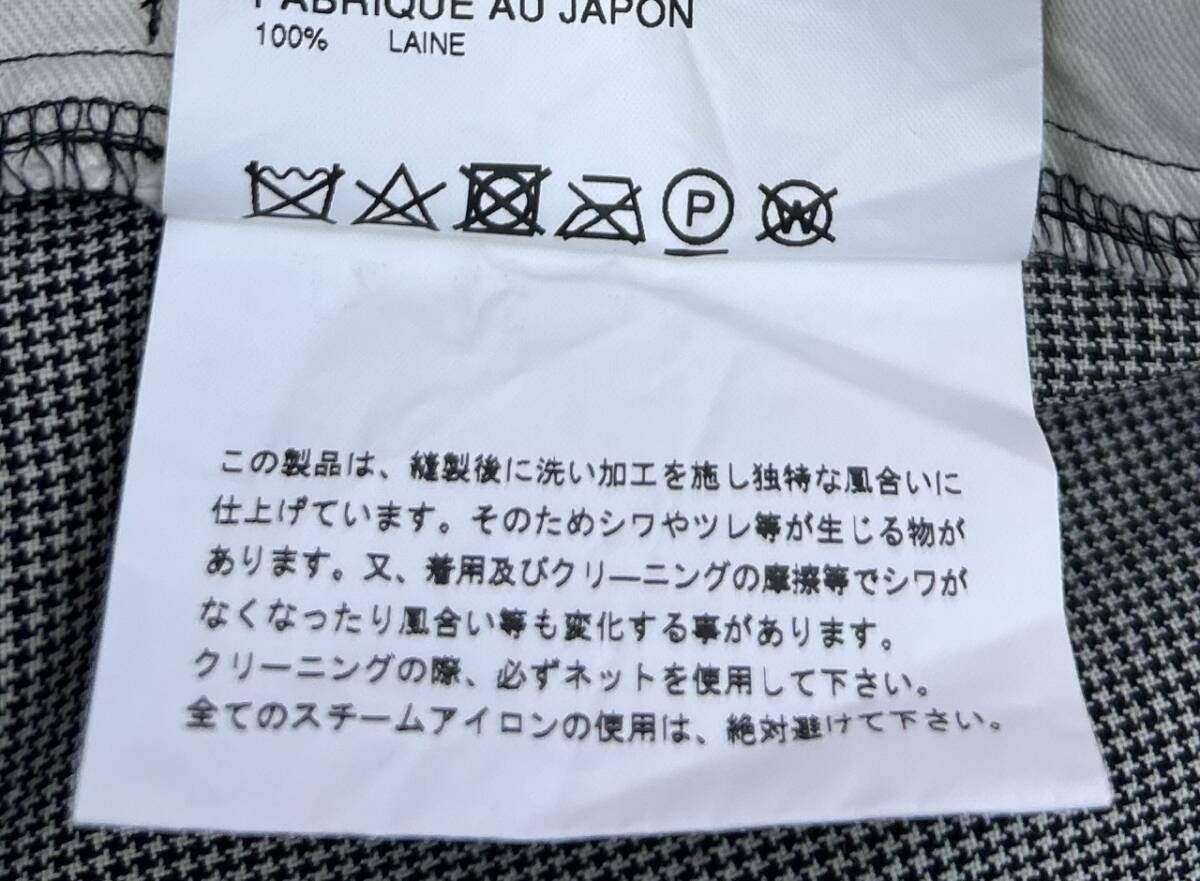 FABRIQUE AU JAPON
100% LAINE
P
W
この製品は、縫製後に洗い加工を施し独特な風合いに
仕上げています。そのためシワやツレ等が生じる物が
あります。又、着用及びクリーニングの摩擦等でシワが
なくなったり風合い等も変化する事があります。
クリーニングの際、必ずネットを使用して下さい。
全てのスチームアイロンの使用は、絶対避けて下さい。